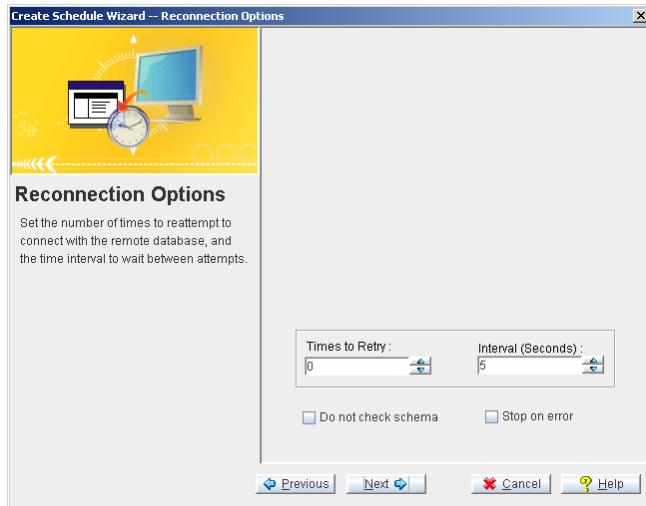 Create Schedule Wizard -- Reconnection Options
Reconnection Options
Set the number of times to reattempt to
connect with the remote database, and
the time interval to wait between attempts.
Times to Retry :
Interval (Seconds) :
0
5
Do not check schema
Stop on error
Previous
Next
Cancel
Help